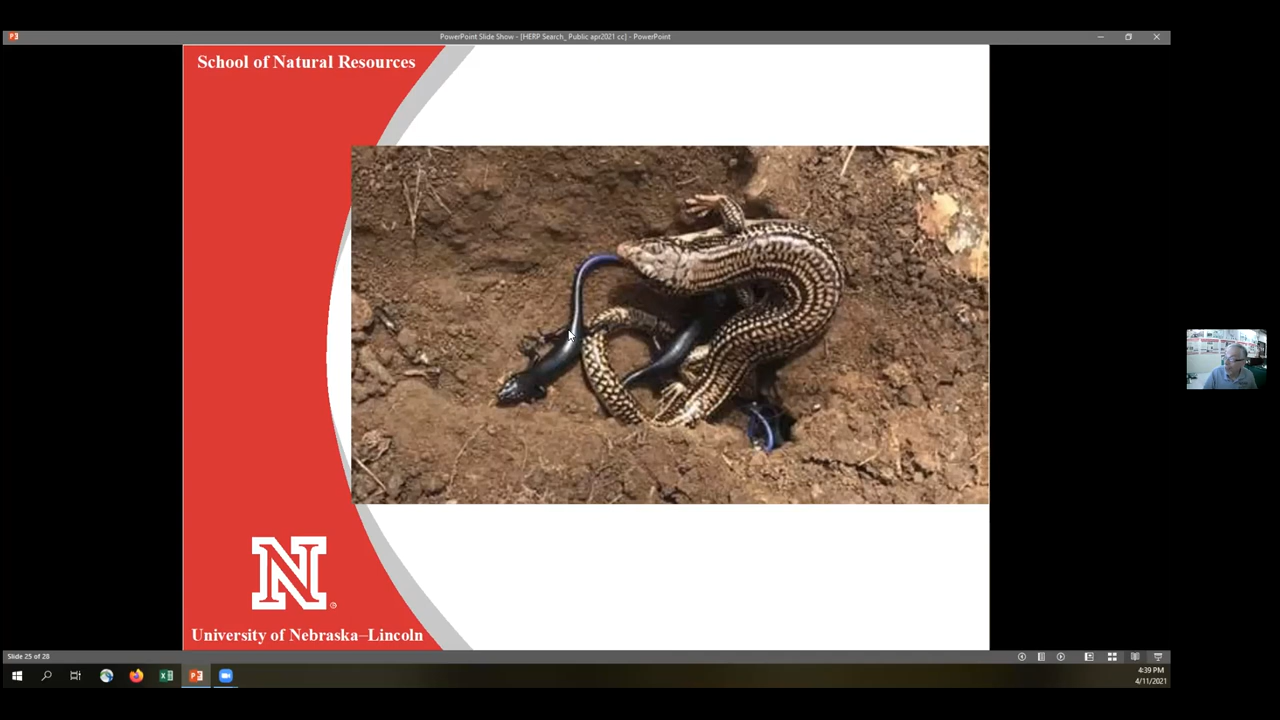 PowerPoint Slide Show - [HERP Search_ Public apr2021 cc] - PowerPoint
School of Natural Resources
N
University of Nebraska–Lincoln
Slide 25 of 28
4:39 PM
4/11/2021